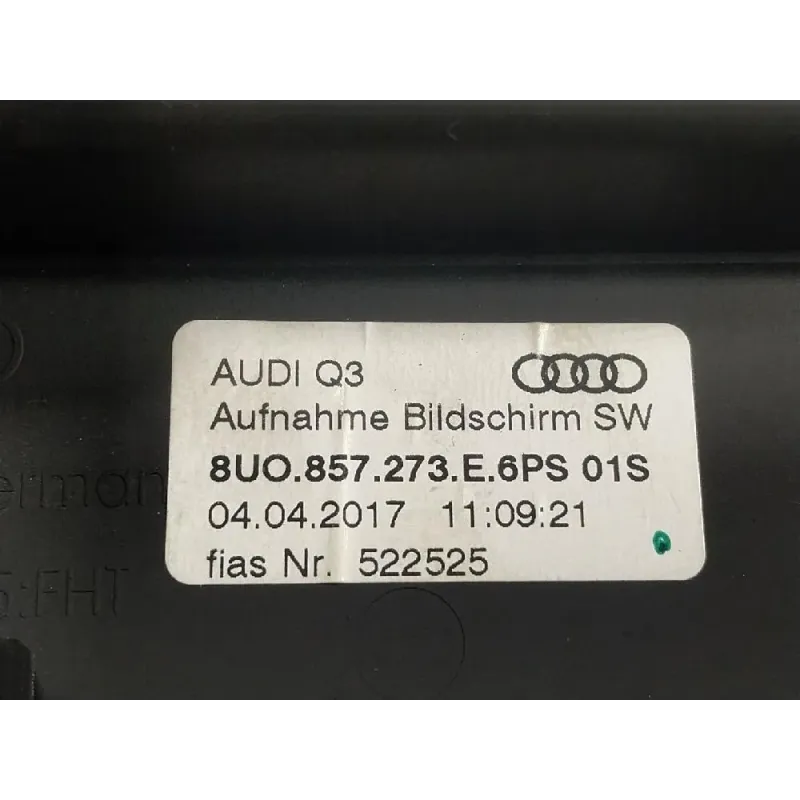 AUDI Q3
Aufnahme Bildschirm SW
8UO.857.273.E.6PS 01S
04.04.2017 11:09:21
fias Nr. 522525
:FHT